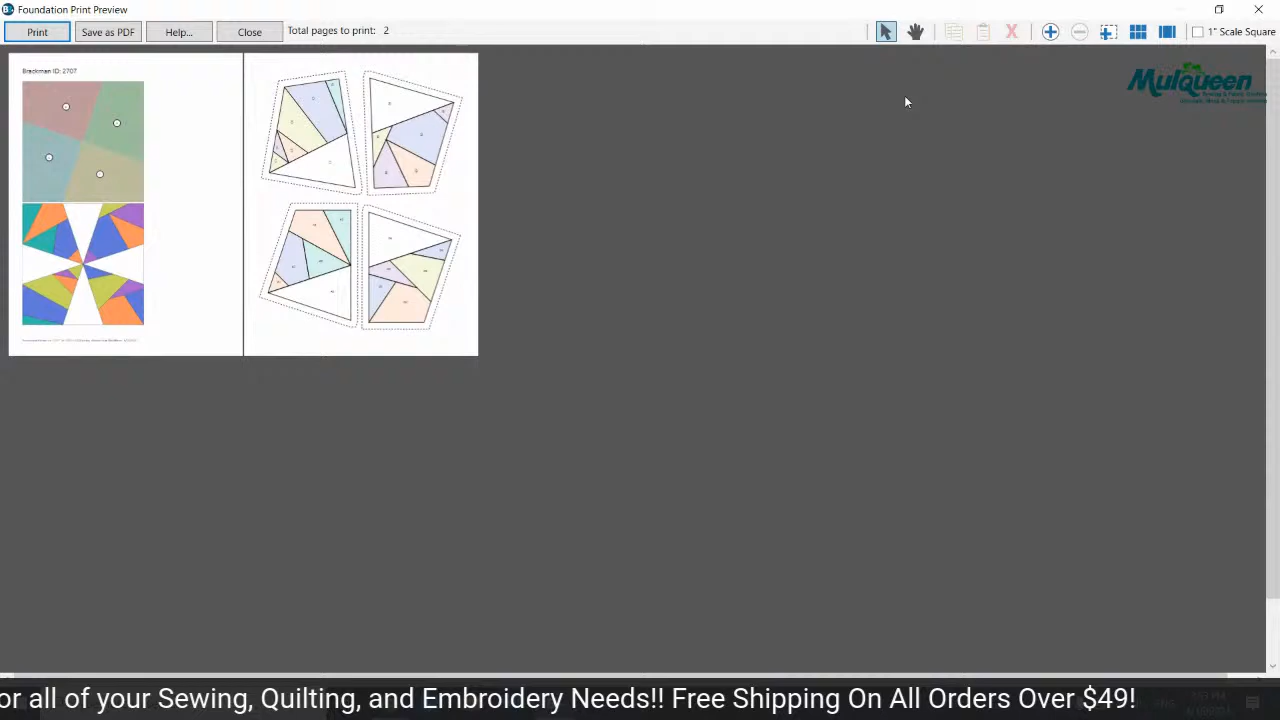 Foundation Print Preview
Print
Save as PDF
Help...
Close
Total pages to print: 2
1" Scale Square
Brackman ID: 2707
Mulqueen
or all of your Sewing, Quilting, and Embroidery Needs!! Free Shipping On All Orders Over $49!